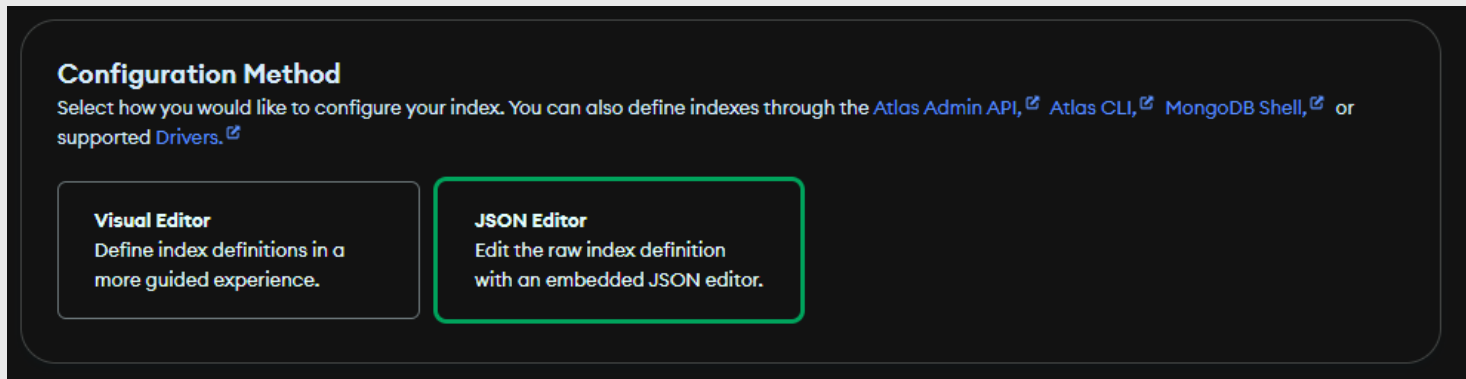 Configuration Method
Select how you would like to configure your index. You can also define indexes through the Atlas Admin API, Atlas CLI, MongoDB Shell, or
supported Drivers.
Visual Editor
Define index definitions in a
more guided experience.
JSON Editor
Edit the raw index definition
with an embedded JSON editor.